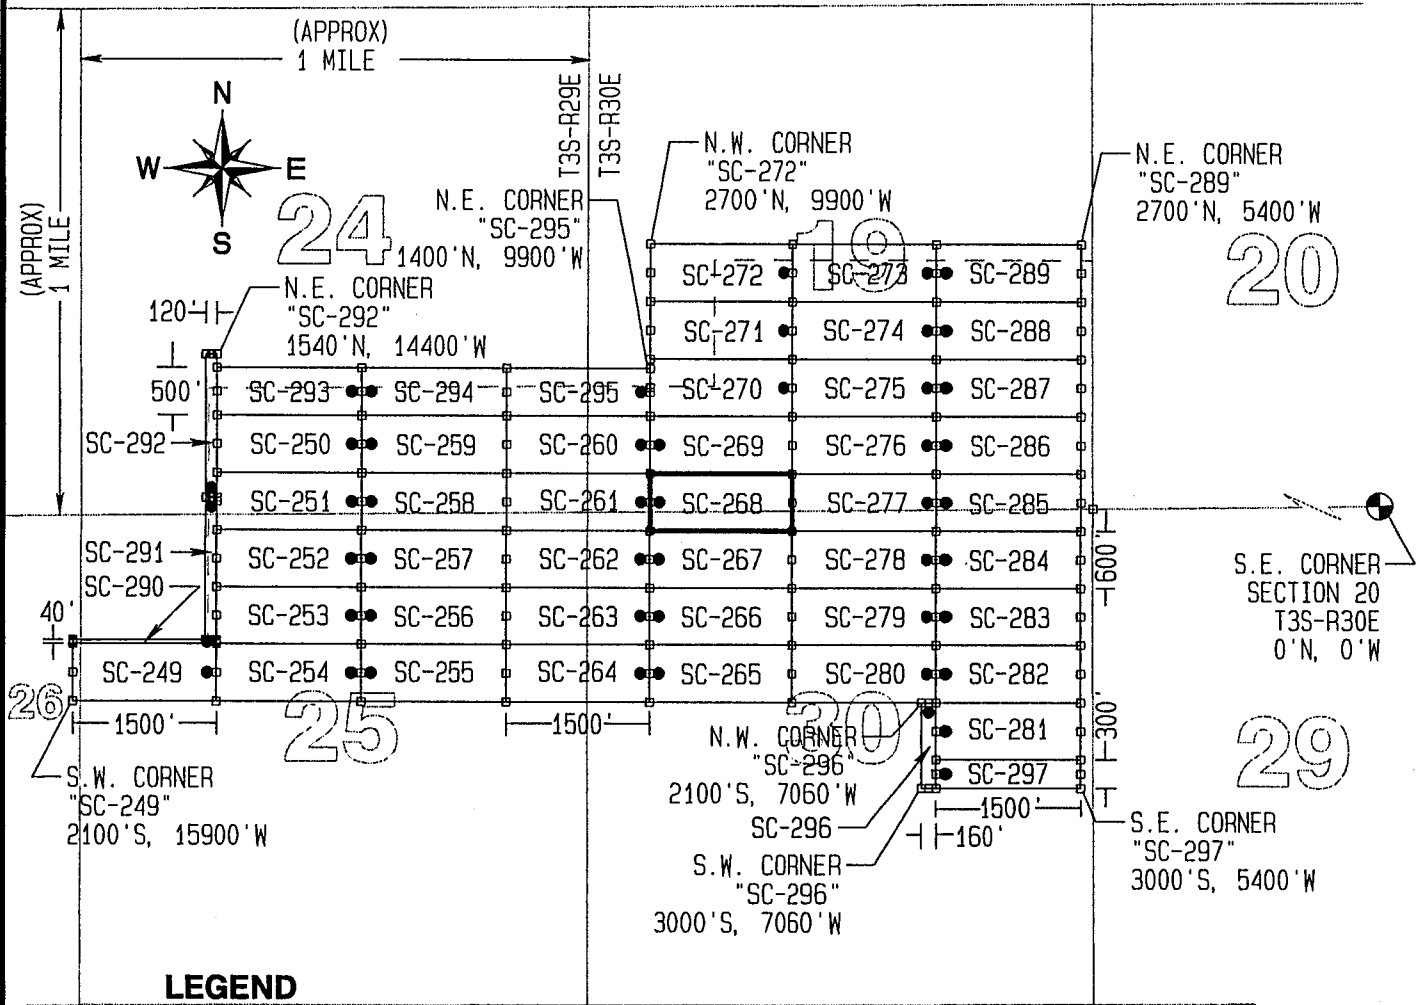 (APPROX)
1 MILE
(APPROX)
1 MILE
T3S-R29E
T3S-R30E
N
W E
S
24
19
20
N.W. CORNER
"SC-272"
2700'N, 9900'W
N.E. CORNER
"SC-289"
2700'N, 5400'W
N.E. CORNER
"SC-295"
1400'N, 9900'W
N.E. CORNER
"SC-292"
1540'N, 14400'W
120'
500'
SC-272 SC-273 SC-289
SC-271 SC-274 SC-288
SC-293 SC-294 SC-295 SC-270 SC-275 SC-287
SC-292 SC-250 SC-259 SC-260 SC-269 SC-276 SC-286
SC-251 SC-258 SC-261 SC-268 SC-277 SC-285
SC-291 SC-252 SC-257 SC-262 SC-267 SC-278 SC-284
600'
SC-290
40'
SC-253 SC-256 SC-263 SC-266 SC-279 SC-283
SC-249 SC-254 SC-255 SC-264 SC-265 SC-280 SC-282
S.E. CORNER
SECTION 20
T3S-R30E
0'N, 0'W
26
25
30
29
1500'
1500'
SC-281
300'
SC-297
1500'
160'
S.W. CORNER
"SC-249"
2100'S, 15900'W
N.W. CORNER
"SC-296"
2100'S, 7060'W
SC-296
S.W. CORNER
"SC-296"
3000'S, 7060'W
S.E. CORNER
"SC-297"
3000'S, 5400'W
LEGEND